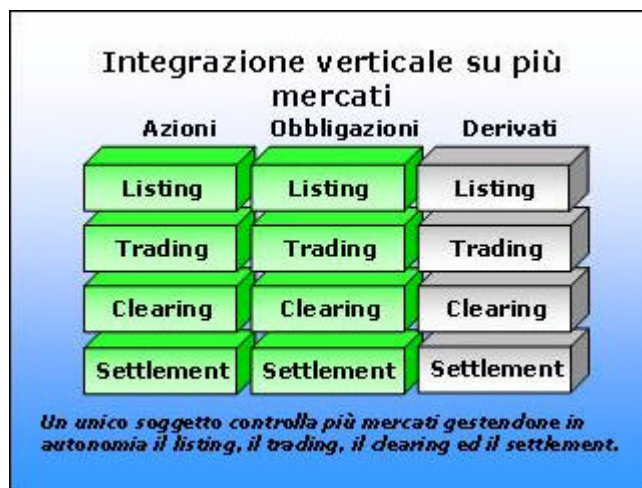 Integrazione verticale su più
mercati
Azioni Obbligazioni Derivati
Listing Listing Listing
Trading Trading Trading
Clearing Clearing Clearing
Settlement Settlement Settlement
Un unico soggetto controlla più mercati gestendone in
autonomia il listing, il trading, il clearing ed il settlement.